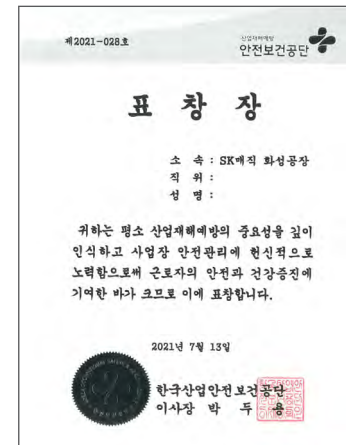 제2021-028호
산업재해예방
안전보건공단
표 창 장
소 속 : SK매직 화성공장
직 위 :
성 명 :
귀하는 평소 산업재해예방의 중요성을 깊이
인식하고 사업장 안전관리에 헌신적으로
노력함으로써 근로자의 안전과 건강증진에
기여한 바가 크므로 이에 표창합니다.
2021년 7월 13일
한국산업안전보건공단
이사장 박 두 용